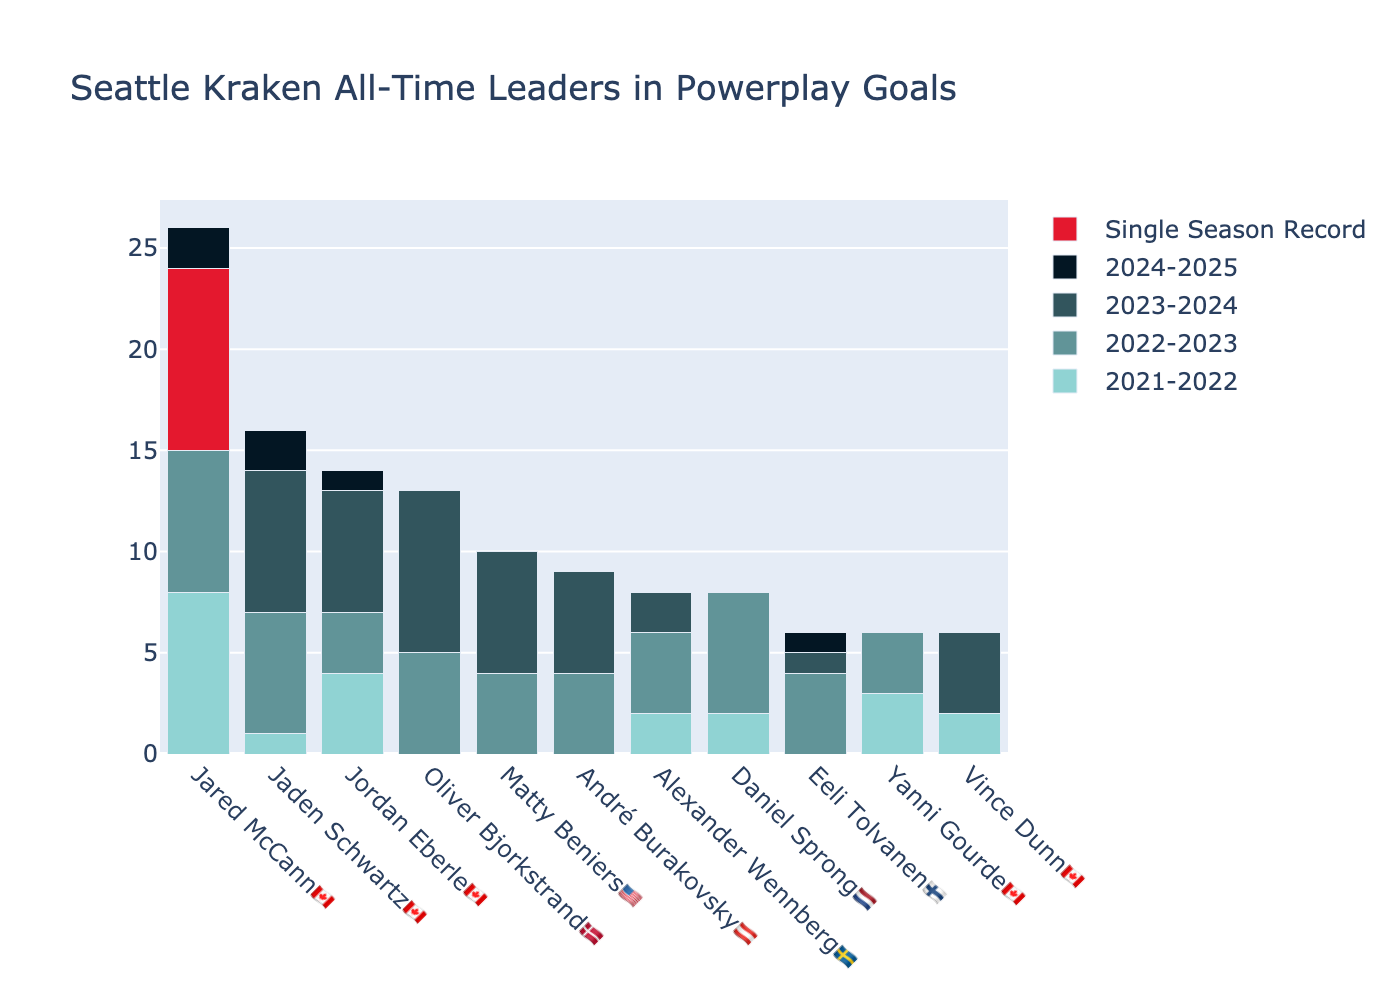 Seattle Kraken All-Time Leaders in Powerplay Goals
25
20
15
10
5
0
Jared McCann🇨🇦
Jaden Schwartz🇨🇦
Jordan Eberle🇨🇦
Oliver Bjorkstrand🇩🇰
Matty Beniers🇺🇸
André Burakovsky🇦🇹
Alexander Wennberg🇸🇪
Daniel Sprong🇳🇱
Eeli Tolvanen🇫🇮
Yanni Gourde🇨🇦
Vince Dunn🇨🇦
Single Season Record
2024-2025
2023-2024
2022-2023
2021-2022